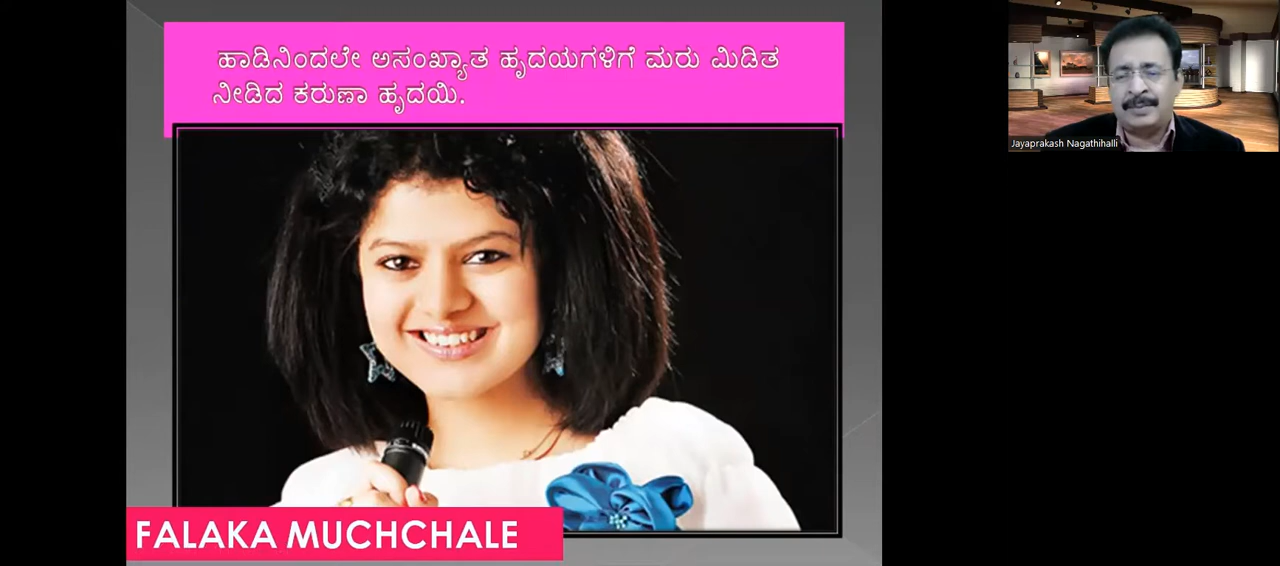 ಹಾಡಿನಿಂದಲೇ ಅಸಂಖ್ಯಾತ ಹೃದಯಗಳಿಗೆ ಮರು ಮಿಡಿತ
ನೀಡಿದ ಕರುಣಾ ಹೃದಯಿ.
Jayaprakash Nagathihalli
FALAKA MUCHCHALE